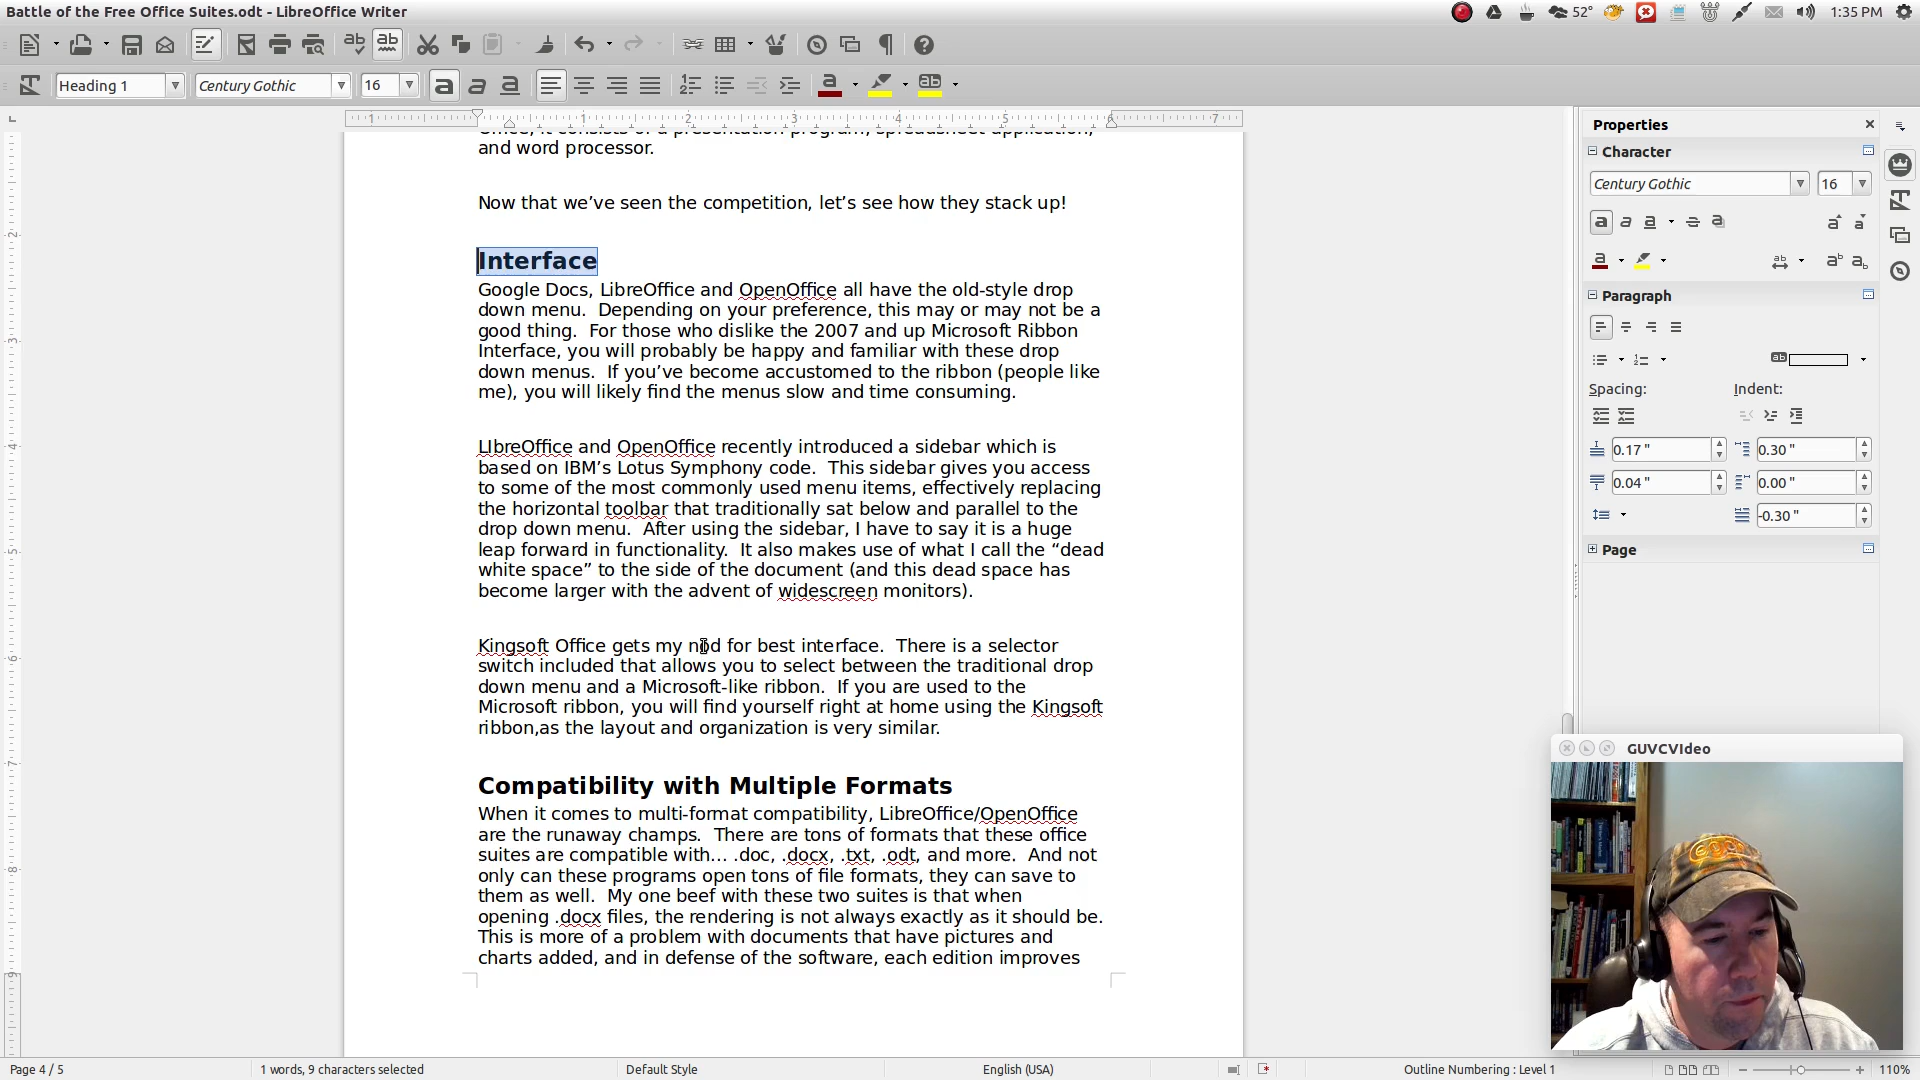 Battle of the Free Office Suites.odt - LibreOffice Writer
52° 1:35 PM
Heading 1 Century Gothic 16
1 1 2 3 4 5 6 7
and word processor.
Now that we’ve seen the competition, let’s see how they stack up!
Interface
Google Docs, LibreOffice and OpenOffice all have the old-style drop
down menu.  Depending on your preference, this may or may not be a
good thing.  For those who dislike the 2007 and up Microsoft Ribbon
Interface, you will probably be happy and familiar with these drop
down menus.  If you’ve become accustomed to the ribbon (people like
me), you will likely find the menus slow and time consuming.
LIbreOffice and OpenOffice recently introduced a sidebar which is
based on IBM’s Lotus Symphony code.  This sidebar gives you access
to some of the most commonly used menu items, effectively replacing
the horizontal toolbar that traditionally sat below and parallel to the
drop down menu.  After using the sidebar, I have to say it is a huge
leap forward in functionality.  It also makes use of what I call the “dead
white space” to the side of the document (and this dead space has
become larger with the advent of widescreen monitors).
Kingsoft Office gets my nod for best interface.  There is a selector
switch included that allows you to select between the traditional drop
down menu and a Microsoft-like ribbon.  If you are used to the
Microsoft ribbon, you will find yourself right at home using the Kingsoft
ribbon,as the layout and organization is very similar.
Compatibility with Multiple Formats
When it comes to multi-format compatibility, LibreOffice/OpenOffice
are the runaway champs.  There are tons of formats that these office
suites are compatible with... .doc, .docx, .txt, .odt, and more.  And not
only can these programs open tons of file formats, they can save to
them as well.  My one beef with these two suites is that when
opening .docx files, the rendering is not always exactly as it should be.
This is more of a problem with documents that have pictures and
charts added, and in defense of the software, each edition improves
Properties
Character
Century Gothic 16
Paragraph
Spacing: Indent:
0.17 " 0.30 "
0.04 " 0.00 "
-0.30 "
Page
GUVCVIdeo
Page 4 / 5 1 words, 9 characters selected Default Style English (USA) Outline Numbering : Level 1 110%